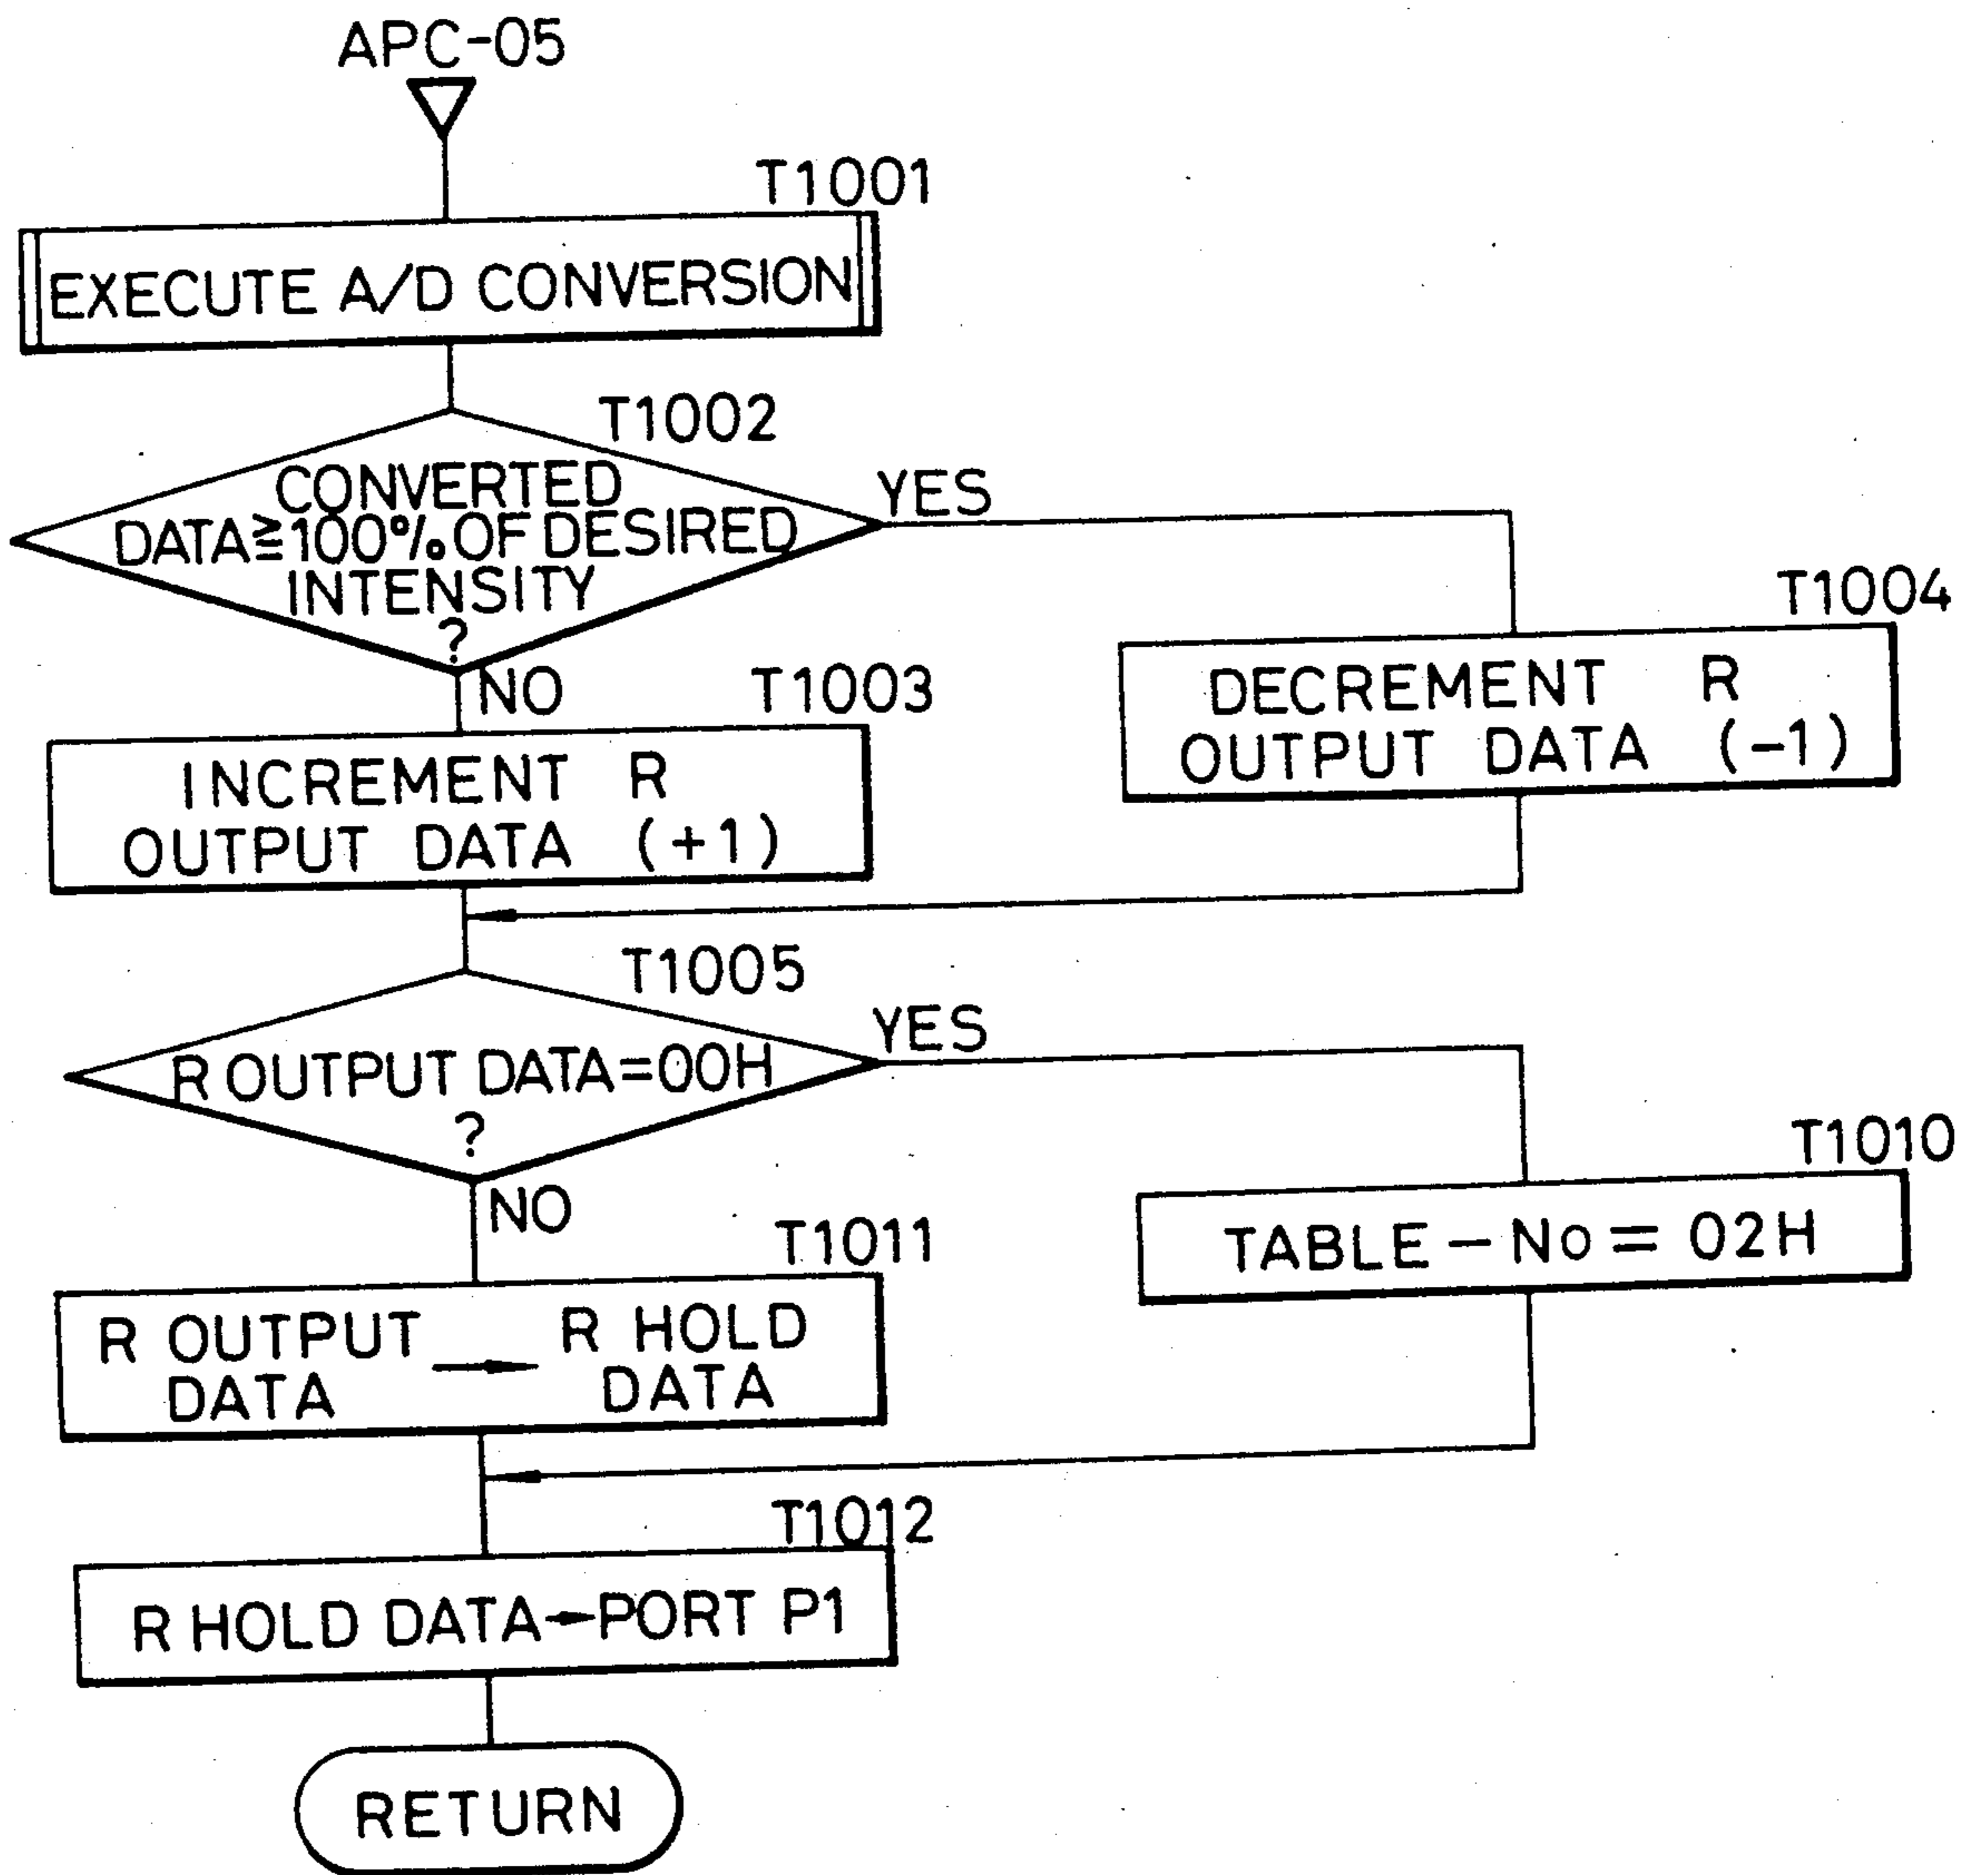 APC-05
T1001
EXECUTE A/D CONVERSION
T1002
CONVERTED
DATA≧100% OF DESIRED
INTENSITY
?
YES
NO
T1003
INCREMENT R
OUTPUT DATA (+1)
T1004
DECREMENT R
OUTPUT DATA (-1)
T1005
R OUTPUT DATA=00H
?
YES
NO
T1010
TABLE-No=02H
T1011
R OUTPUT DATA → R HOLD DATA
T1012
R HOLD DATA→PORT P1
RETURN